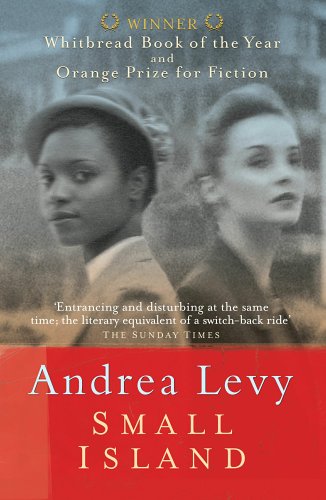 WINNER
Whitbread Book of the Year
and
Orange Prize for Fiction
‘Entrancing and disturbing at the same
time; the literary equivalent of a switch-back ride’
THE SUNDAY TIMES
Andrea Levy
SMALL
ISLAND